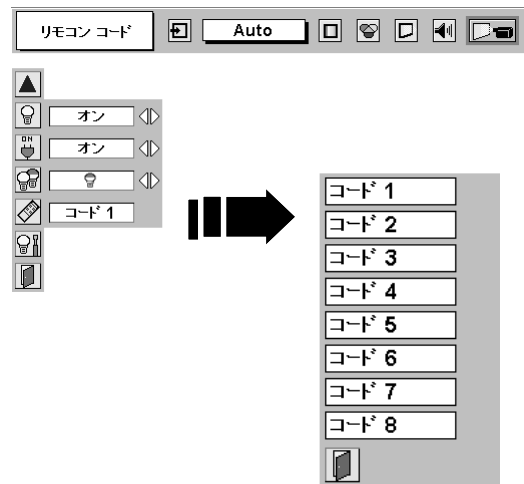 リモコン コード
Auto
オン
ON
オン
コード 1
コード 1
コード 2
コード 3
コード 4
コード 5
コード 6
コード 7
コード 8